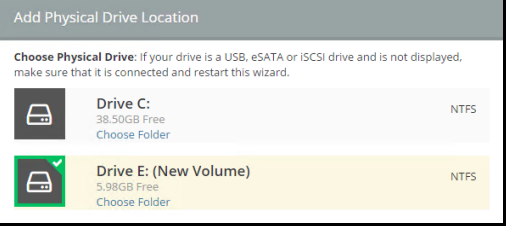 Add Physical Drive Location
Choose Physical Drive: If your drive is a USB, eSATA or iSCSI drive and is not displayed,
make sure that it is connected and restart this wizard.
Drive C:
38.50GB Free
Choose Folder
NTFS
Drive E: (New Volume)
5.98GB Free
Choose Folder
NTFS